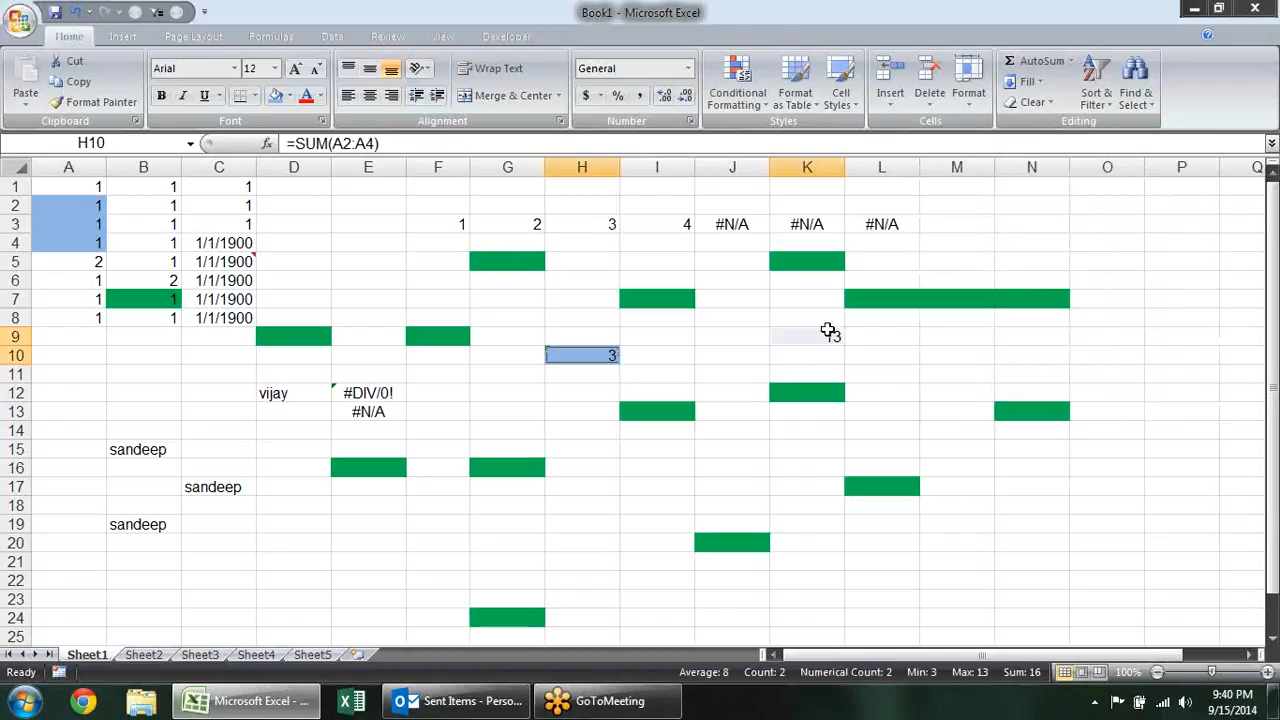 Book1 - Microsoft Excel
Home Insert Page Layout Formulas Data Review View Developer
Paste Cut Copy Format Painter Clipboard
Arial 12 A A B I U A Font
Wrap Text Merge & Center Alignment
General $ % , Number
Conditional Formatting Format as Table Cell Styles Styles
Insert Delete Format Cells
Σ AutoSum Fill Clear Sort & Filter Find & Select Editing
H10 fx =SUM(A2:A4)
A B C D E F G H I J K L M N O P Q
1 1 1 1
2 1 1 1
3 1 1 1 1 2 3 4 #N/A #N/A #N/A
4 1 1 1/1/1900
5 2 1 1/1/1900
6 1 2 1/1/1900
7 1 1 1/1/1900
8 1 1 1/1/1900
9 13
10 3
11
12 vijay #DIV/0!
13 #N/A
14
15 sandeep
16
17 sandeep
18
19 sandeep
20
21
22
23
24
25
Sheet1 Sheet2 Sheet3 Sheet4 Sheet5
Ready Average: 8 Count: 2 Numerical Count: 2 Min: 3 Max: 13 Sum: 16 100%
Microsoft Excel - ... Sent Items - Perso... GoToMeeting
9:40 PM
9/15/2014